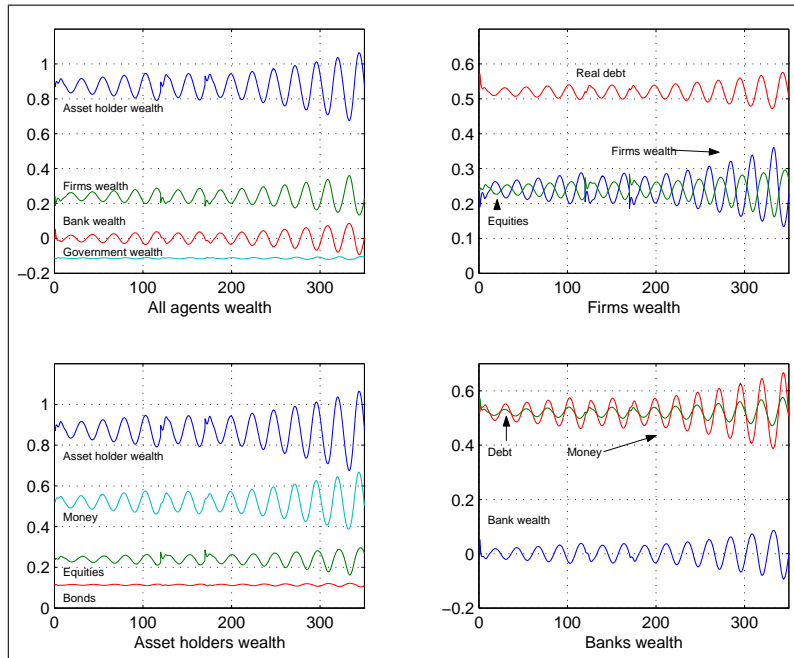 1
0.8
0.6
0.4
0.2
0
−0.2
0
100
200
300
Asset holder wealth
Firms wealth
Bank wealth
Government wealth
All agents wealth
0.6
0.5
0.4
0.3
0.2
0.1
0
0
100
200
300
Real debt
Firms wealth
Equities
Firms wealth
1
0.8
0.6
0.4
0.2
0
0
100
200
300
Asset holder wealth
Money
Equities
Bonds
Asset holders wealth
0.6
0.4
0.2
0
−0.2
0
100
200
300
Debt
Money
Bank wealth
Banks wealth